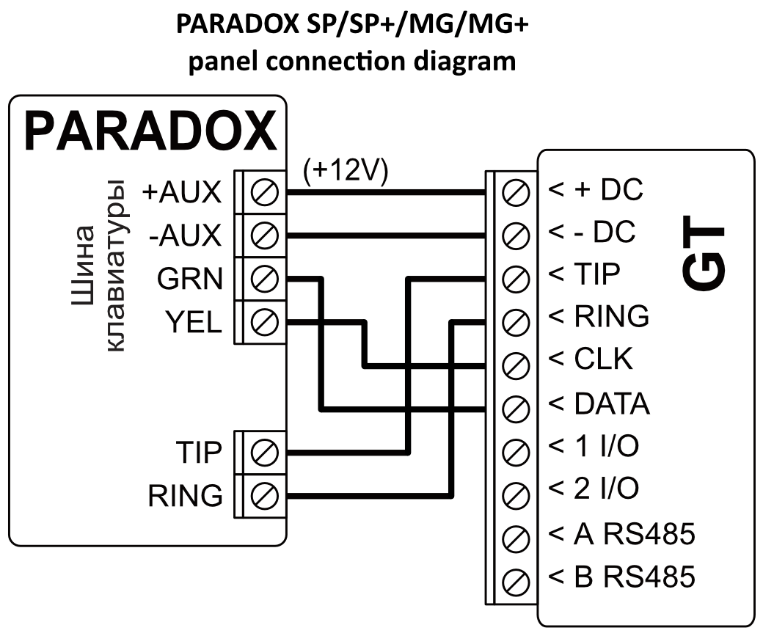 PARADOX SP/SP+/MG/MG+
panel connection diagram
PARADOX
Шина
клавиатуры
+AUX
-AUX
GRN
YEL
TIP
RING
(+12V)
< + DC
< - DC
< TIP
< RING
< CLK
< DATA
< 1 I/O
< 2 I/O
< A RS485
< B RS485
GT